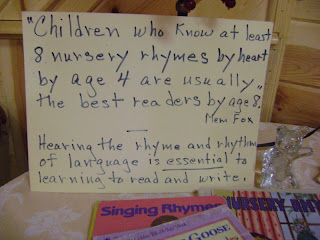 "Children who know at least
8 nursery rhymes by heart
by age 4 are usually"
the best readers by age 8.
Mem Fox
Hearing the rhyme and rhythm
of language is essential to
learning to read and write.
Singing Rhymes
NURSERY
GOOSE